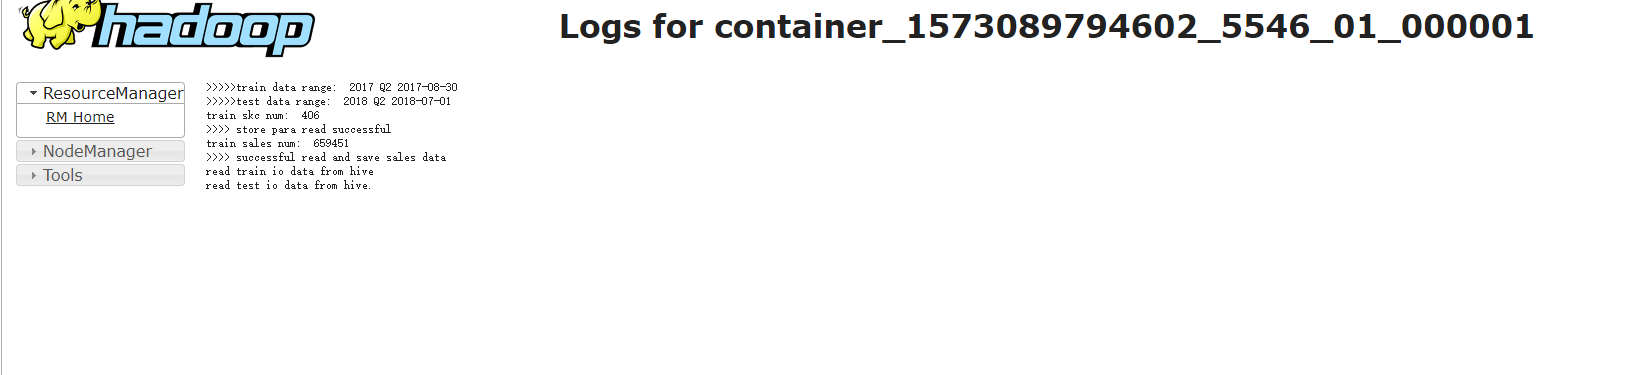 hadoop
Logs for container_1573089794602_5546_01_000001
ResourceManager
RM Home
NodeManager
Tools
>>>>>train data range:  2017 Q2 2017-08-30
>>>>>test data range:  2018 Q2 2018-07-01
train skc num:  406
>>>> store para read successful
train sales num:  659451
>>>> successful read and save sales data
read train io data from hive
read test io data from hive.